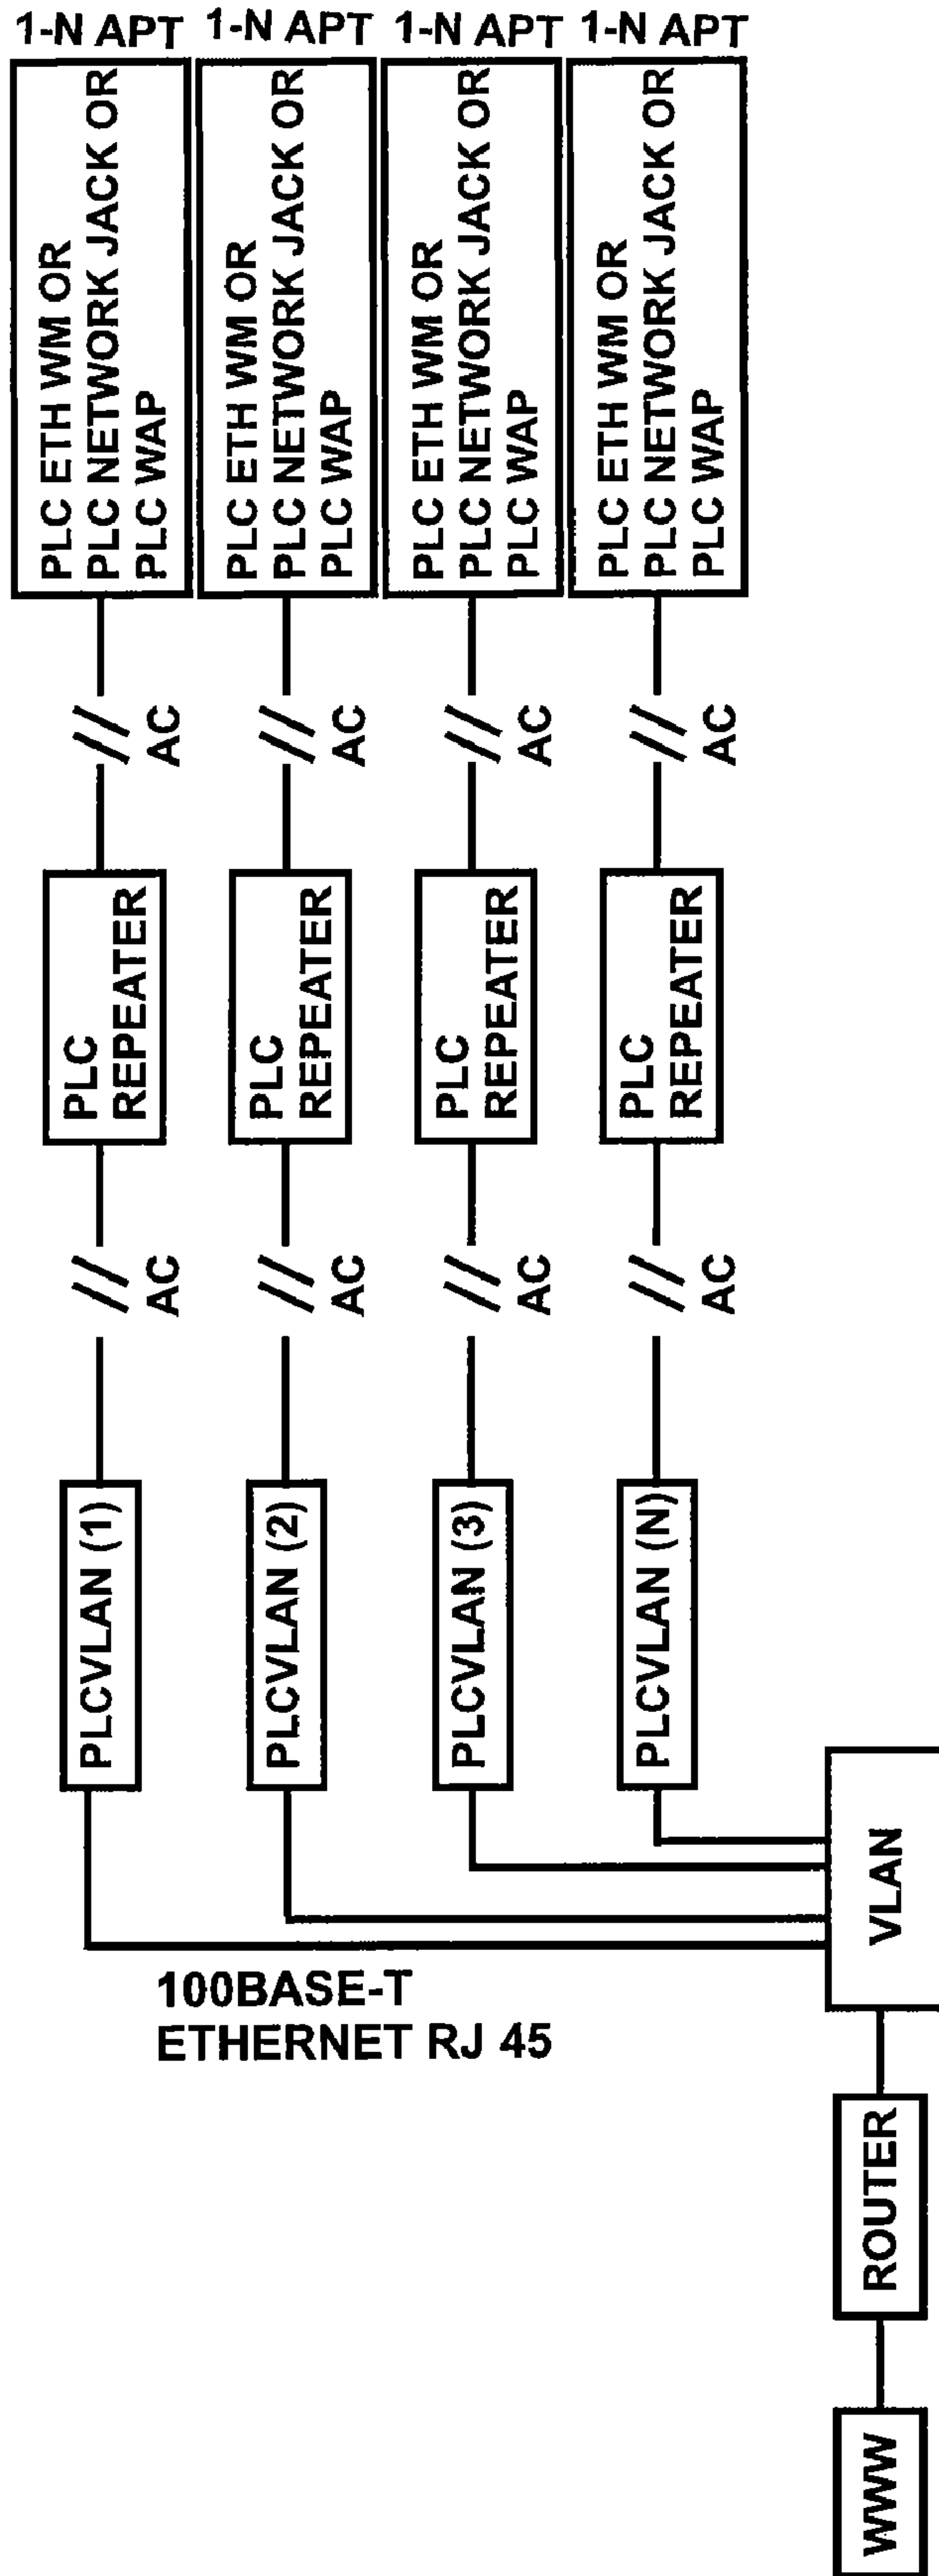 1-N APT
1-N APT
1-N APT
1-N APT
PLC ETH WM OR
PLC NETWORK JACK OR
PLC WAP
PLC ETH WM OR
PLC NETWORK JACK OR
PLC WAP
PLC ETH WM OR
PLC NETWORK JACK OR
PLC WAP
PLC ETH WM OR
PLC NETWORK JACK OR
PLC WAP
AC
AC
AC
AC
PLC
REPEATER
PLC
REPEATER
PLC
REPEATER
PLC
REPEATER
AC
AC
AC
AC
PLCVLAN (1)
PLCVLAN (2)
PLCVLAN (3)
PLCVLAN (N)
100BASE-T
ETHERNET RJ 45
VLAN
ROUTER
WWW